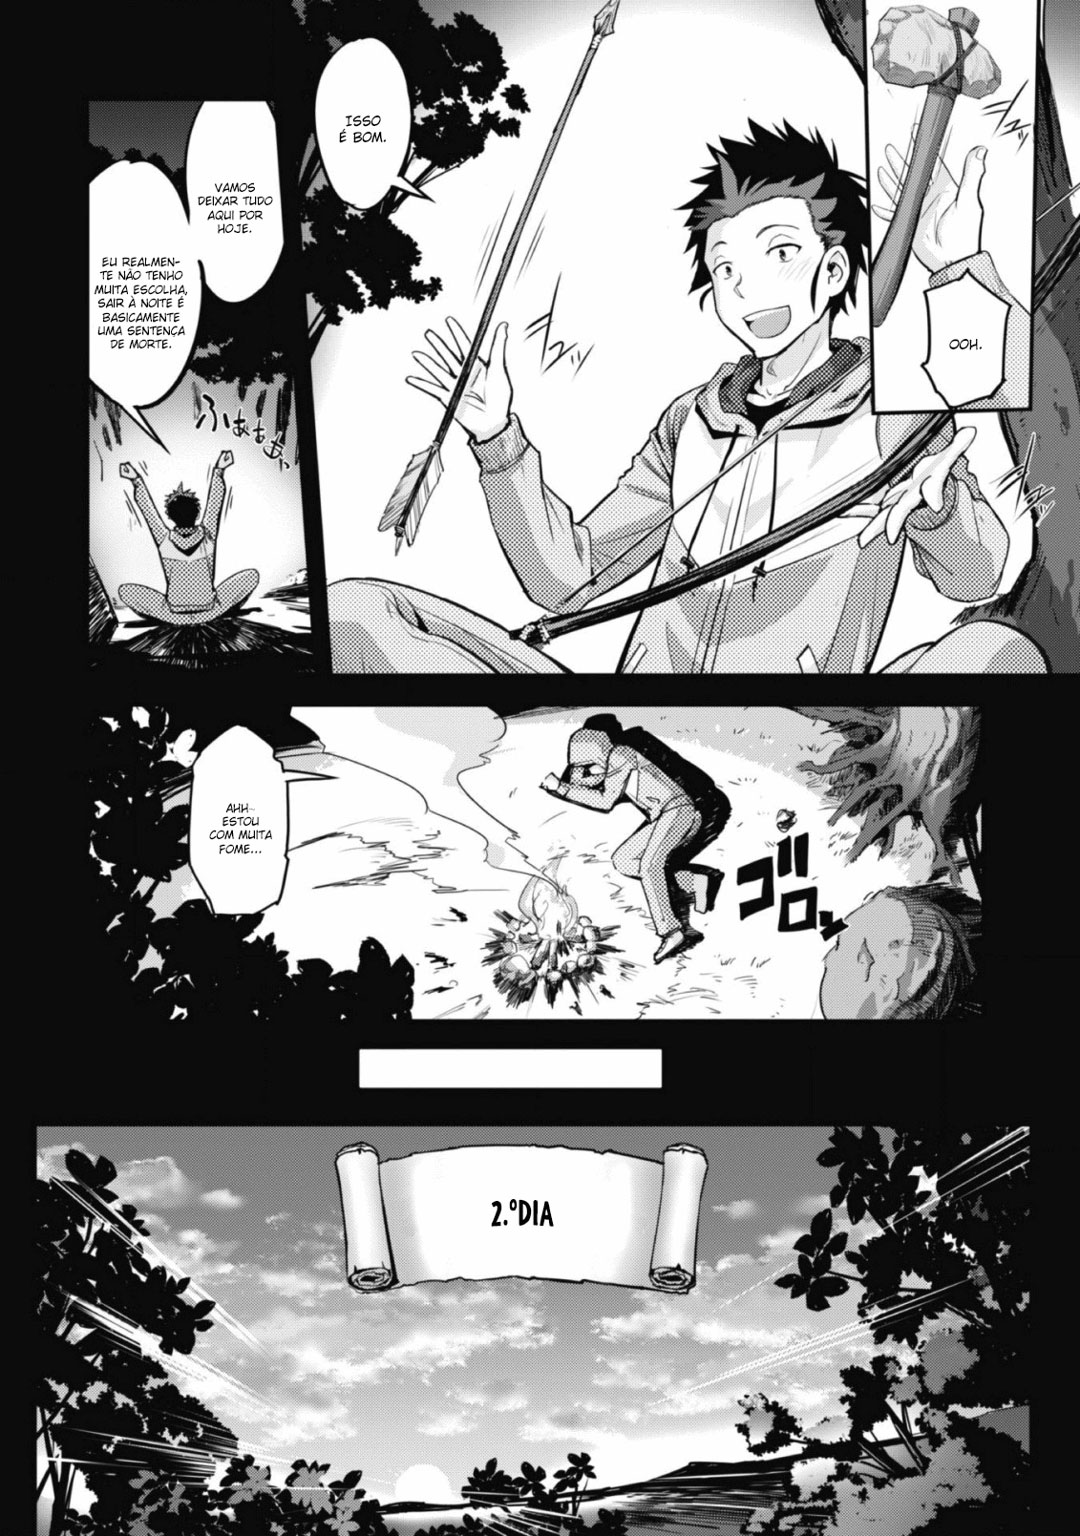 OOH.
ISSO
É BOM.
VAMOS
DEIXAR TUDO
AQUI POR
HOJE.
EU REALMEN-
TE NÃO TENHO
MUITA ESCOLHA,
SAIR À NOITE É
BASICAMENTE
UMA SENTENÇA
DE MORTE.
ふぁぁぁぁ
AHH~
ESTOU
COM MUITA
FOME...
ゴロン
2.ºDIA